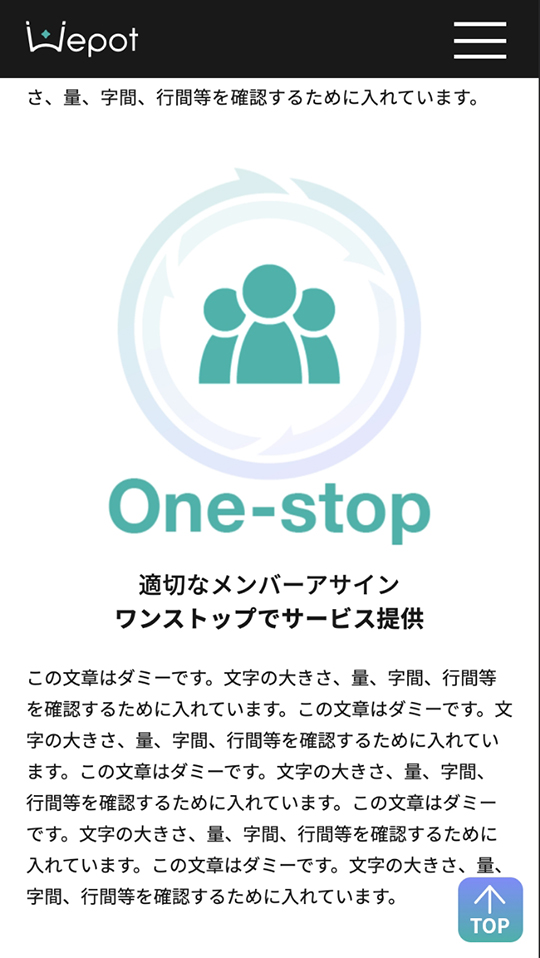 Wepot
さ、量、字間、行間等を確認するために入れています。
One-stop
適切なメンバーアサイン
ワンストップでサービス提供
この文章はダミーです。文字の大きさ、量、字間、行間等
を確認するために入れています。この文章はダミーです。文
字の大きさ、量、字間、行間等を確認するために入れてい
ます。この文章はダミーです。文字の大きさ、量、字間、
行間等を確認するために入れています。この文章はダミー
です。文字の大きさ、量、字間、行間等を確認するために
入れています。この文章はダミーです。文字の大きさ、量、
字間、行間等を確認するために入れています。
TOP